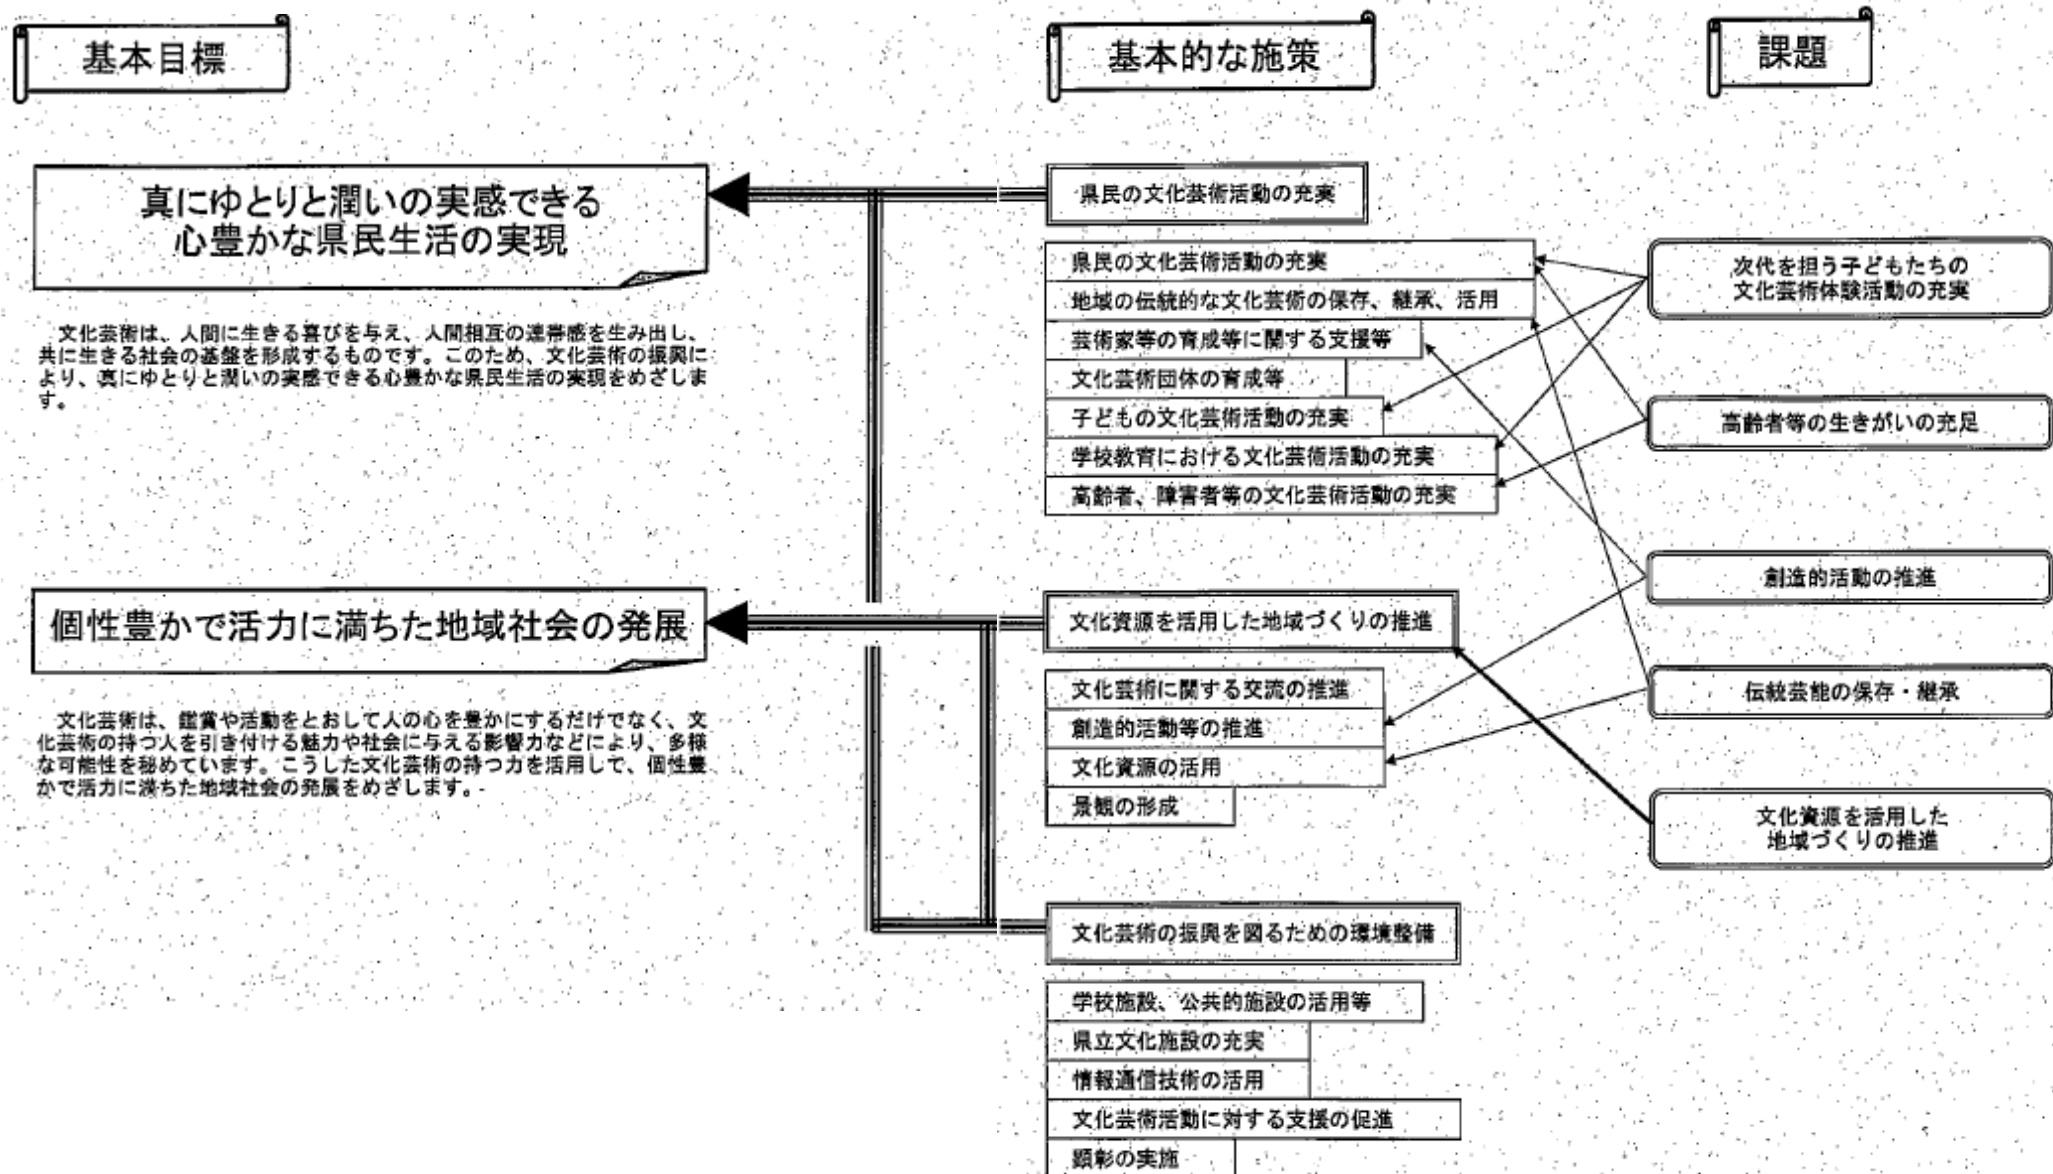 基本目標
真にゆとりと潤いの実感できる
心豊かな県民生活の実現
文化芸術は、人間に生きる喜びを与え、人間相互の連帯感を生み出し、
共に生きる社会の基盤を形成するものです。このため、文化芸術の振興に
より、真にゆとりと潤いの実感できる心豊かな県民生活の実現をめざしま
す。
個性豊かで活力に満ちた地域社会の発展
文化芸術は、鑑賞や活動をとおして人の心を豊かにするだけでなく、文
化芸術の持つ人を引き付ける魅力や社会に与える影響力などにより、多様
な可能性を秘めています。こうした文化芸術の持つ力を活用して、個性豊
かで活力に満ちた地域社会の発展をめざします。
基本的な施策
県民の文化芸術活動の充実
県民の文化芸術活動の充実
地域の伝統的な文化芸術の保存、継承、活用
芸術家等の育成等に関する支援等
文化芸術団体の育成等
子どもの文化芸術活動の充実
学校教育における文化芸術活動の充実
高齢者、障害者等の文化芸術活動の充実
文化資源を活用した地域づくりの推進
文化芸術に関する交流の推進
創造的活動等の推進
文化資源の活用
景観の形成
文化芸術の振興を図るための環境整備
学校施設、公共的施設の活用等
県立文化施設の充実
情報通信技術の活用
文化芸術活動に対する支援の促進
顕彰の実施
課題
次代を担う子どもたちの
文化芸術体験活動の充実
高齢者等の生きがいの充足
創造的活動の推進
伝統芸能の保存・継承
文化資源を活用した
地域づくりの推進